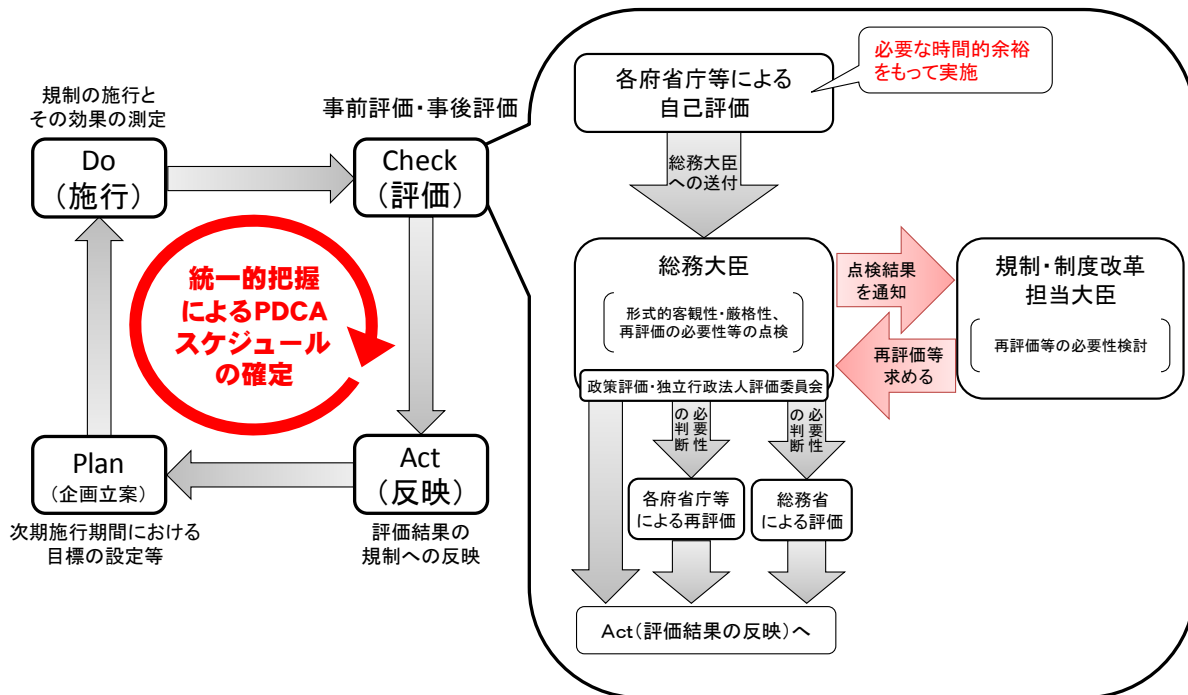 規制の施行と
その効果の測定
Do
(施行)
事前評価・事後評価
Check
(評価)
統一的把握
によるPDCA
スケジュール
の確定
Plan
(企画立案)
次期施行期間における
目標の設定等
Act
(反映)
評価結果の
規制への反映
必要な時間的余裕
をもって実施
各府省庁等による
自己評価
総務大臣
への送付
総務大臣
形式的客観性・厳格性、
再評価の必要性等の点検
政策評価・独立行政法人評価委員会
点検結果
を通知
再評価等
求める
規制・制度改革
担当大臣
再評価等の必要性検討
必要性
の判断
必要性
の判断
各府省庁等
による再評価
総務省
による評価
Act(評価結果の反映)へ